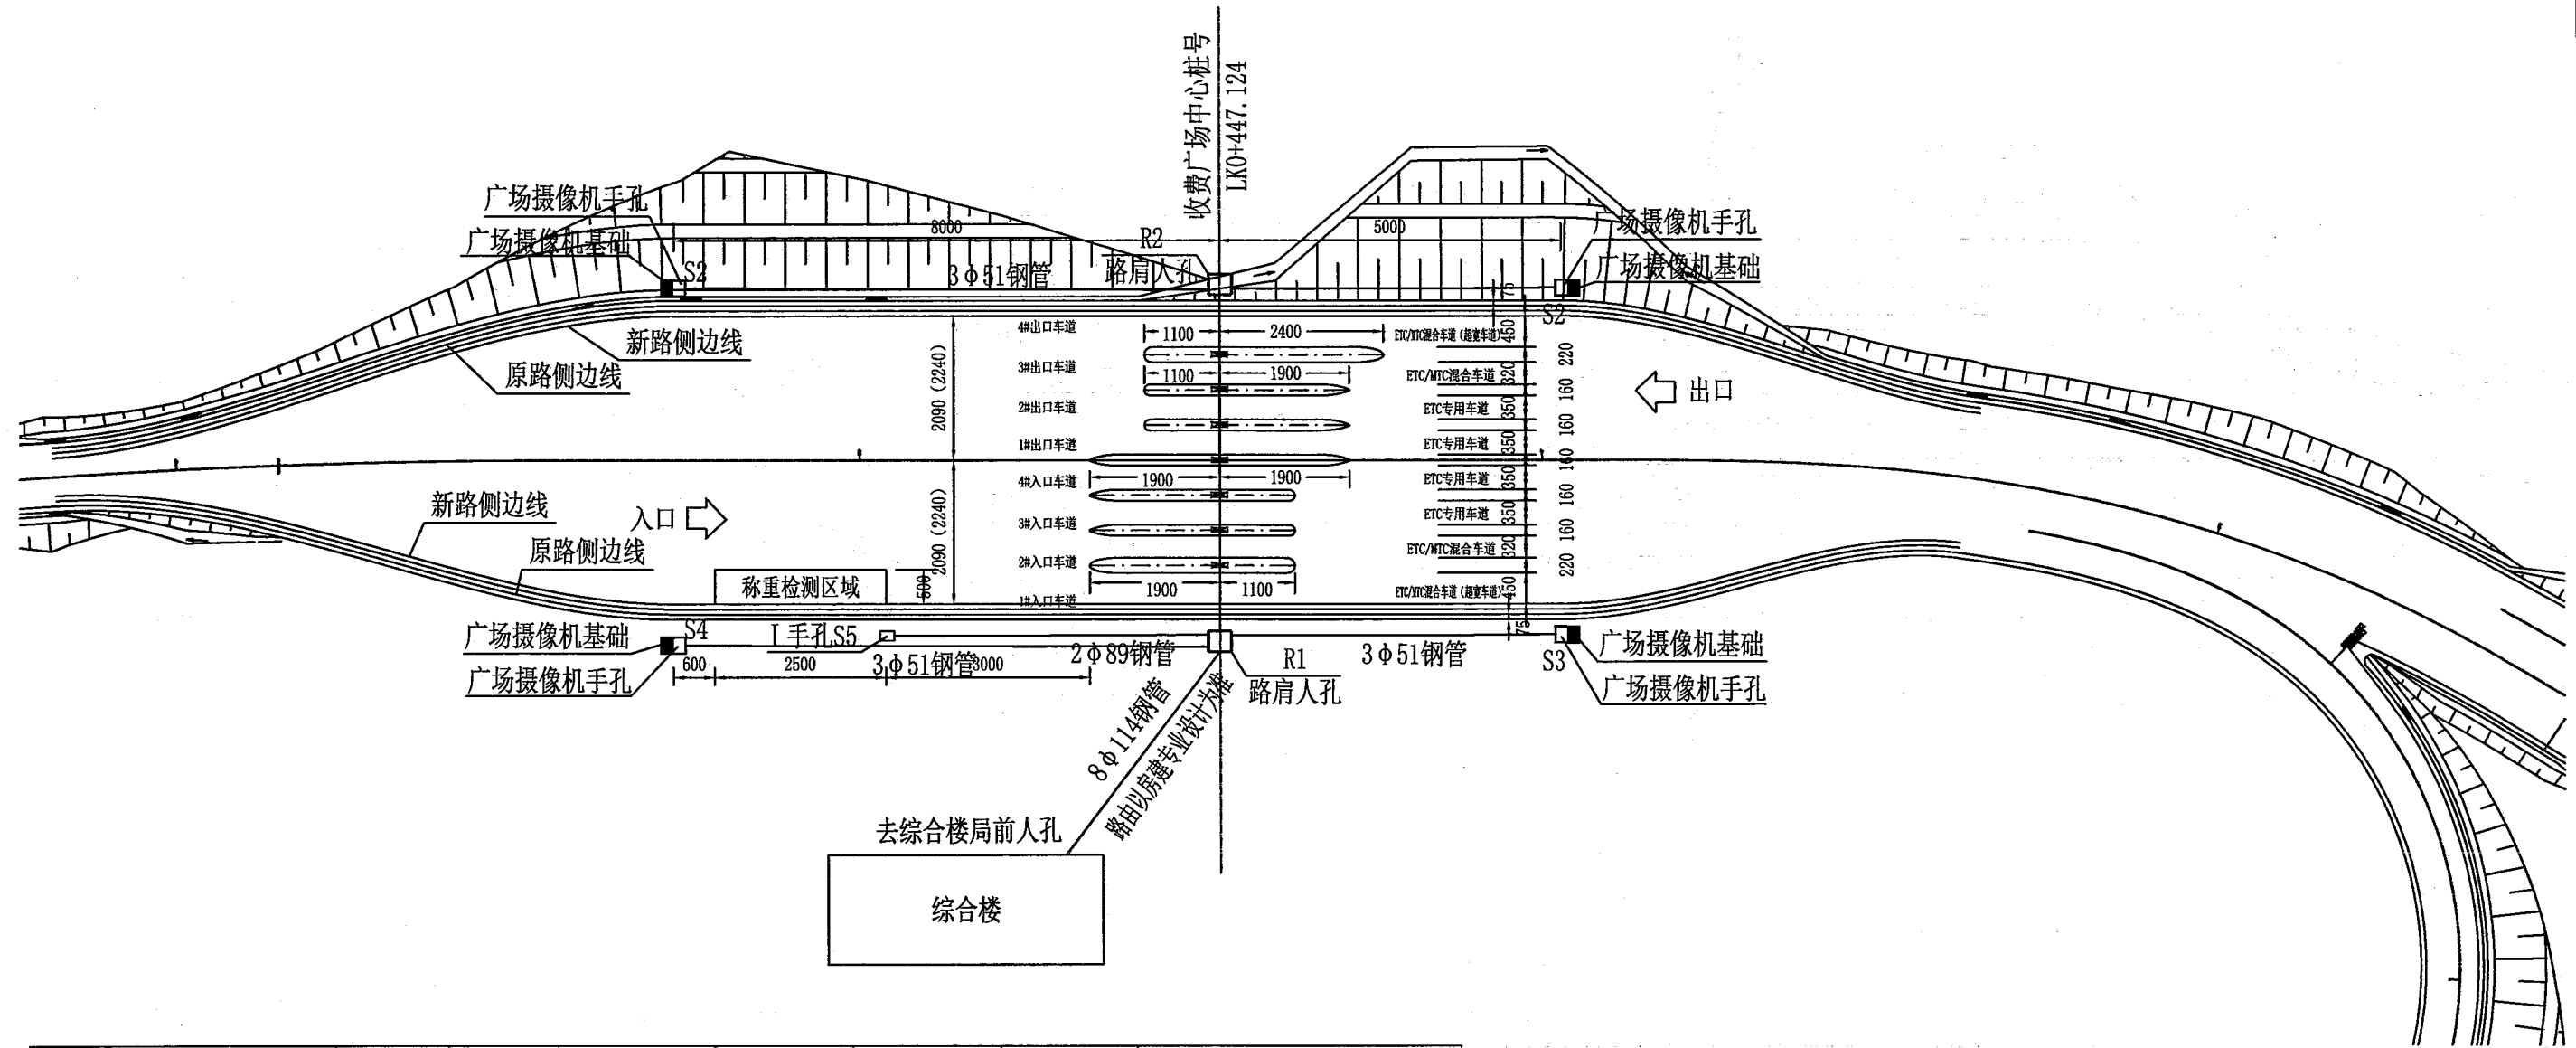 收费广场中心桩号
LK0+447.124
广场摄像机手孔
广场摄像机基础
S2
8000
R2
路肩人孔
3φ51钢管
5000
广场摄像机手孔
广场摄像机基础
S2
75
新路侧边线
原路侧边线
4#出口车道
1100
2400
ETC/MTC混合车道(超宽车道)
450
220
3#出口车道
1100
1900
ETC/MTC混合车道
320
160
出口
2090(2240)
2#出口车道
ETC专用车道
350
160
1#出口车道
ETC专用车道
350
160
4#入口车道
1900
1900
ETC专用车道
350
160
新路侧边线
入口
2090(2240)
3#入口车道
ETC专用车道
350
160
原路侧边线
2#入口车道
ETC/MTC混合车道
320
220
称重检测区域
500
1900
1100
1#入口车道
ETC/MTC混合车道(超宽车道)
450
75
广场摄像机基础
S4
I手孔S5
广场摄像机手孔
600
2500
3φ51钢管
3000
2φ89钢管
R1
路肩人孔
3φ51钢管
S3
广场摄像机基础
广场摄像机手孔
8φ114钢管
路由以房建专业设计为准
去综合楼局前人孔
综合楼